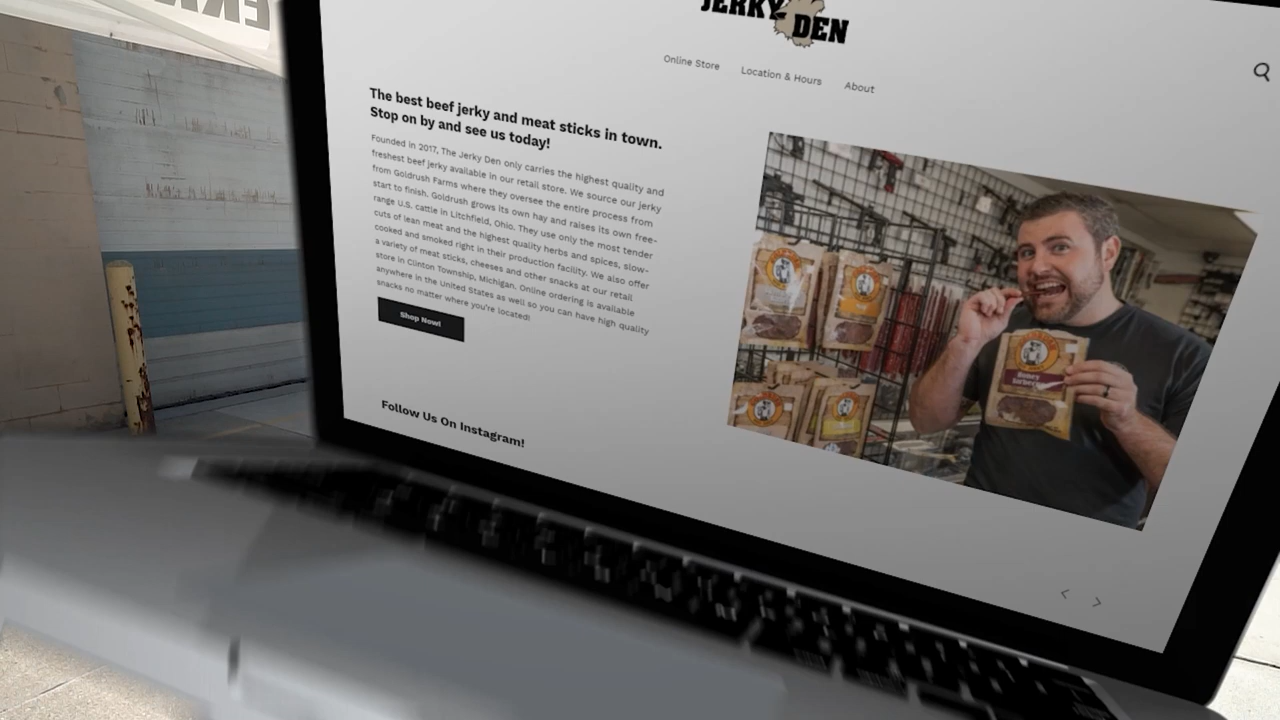 JERKY
DEN
Online Store
Location & Hours
About
The best beef jerky and meat sticks in town.
Stop on by and see us today!
Founded in 2017, The Jerky Den only carries the highest quality and
freshest beef jerky available in our retail store. We source our jerky
from Goldrush Farms where they oversee the entire process from
start to finish. Goldrush grows its own hay and raises its own free-
range U.S. cattle in Litchfield, Ohio. They use only the most tender
cuts of lean meat and the highest quality herbs and spices, slow-
cooked and smoked right in their production facility. We also offer
a variety of meat sticks, cheeses and other snacks at our retail
store in Clinton Township, Michigan. Online ordering is available
anywhere in the United States as well so you can have high quality
snacks no matter where you're located!
Shop Now!
Follow Us On Instagram!